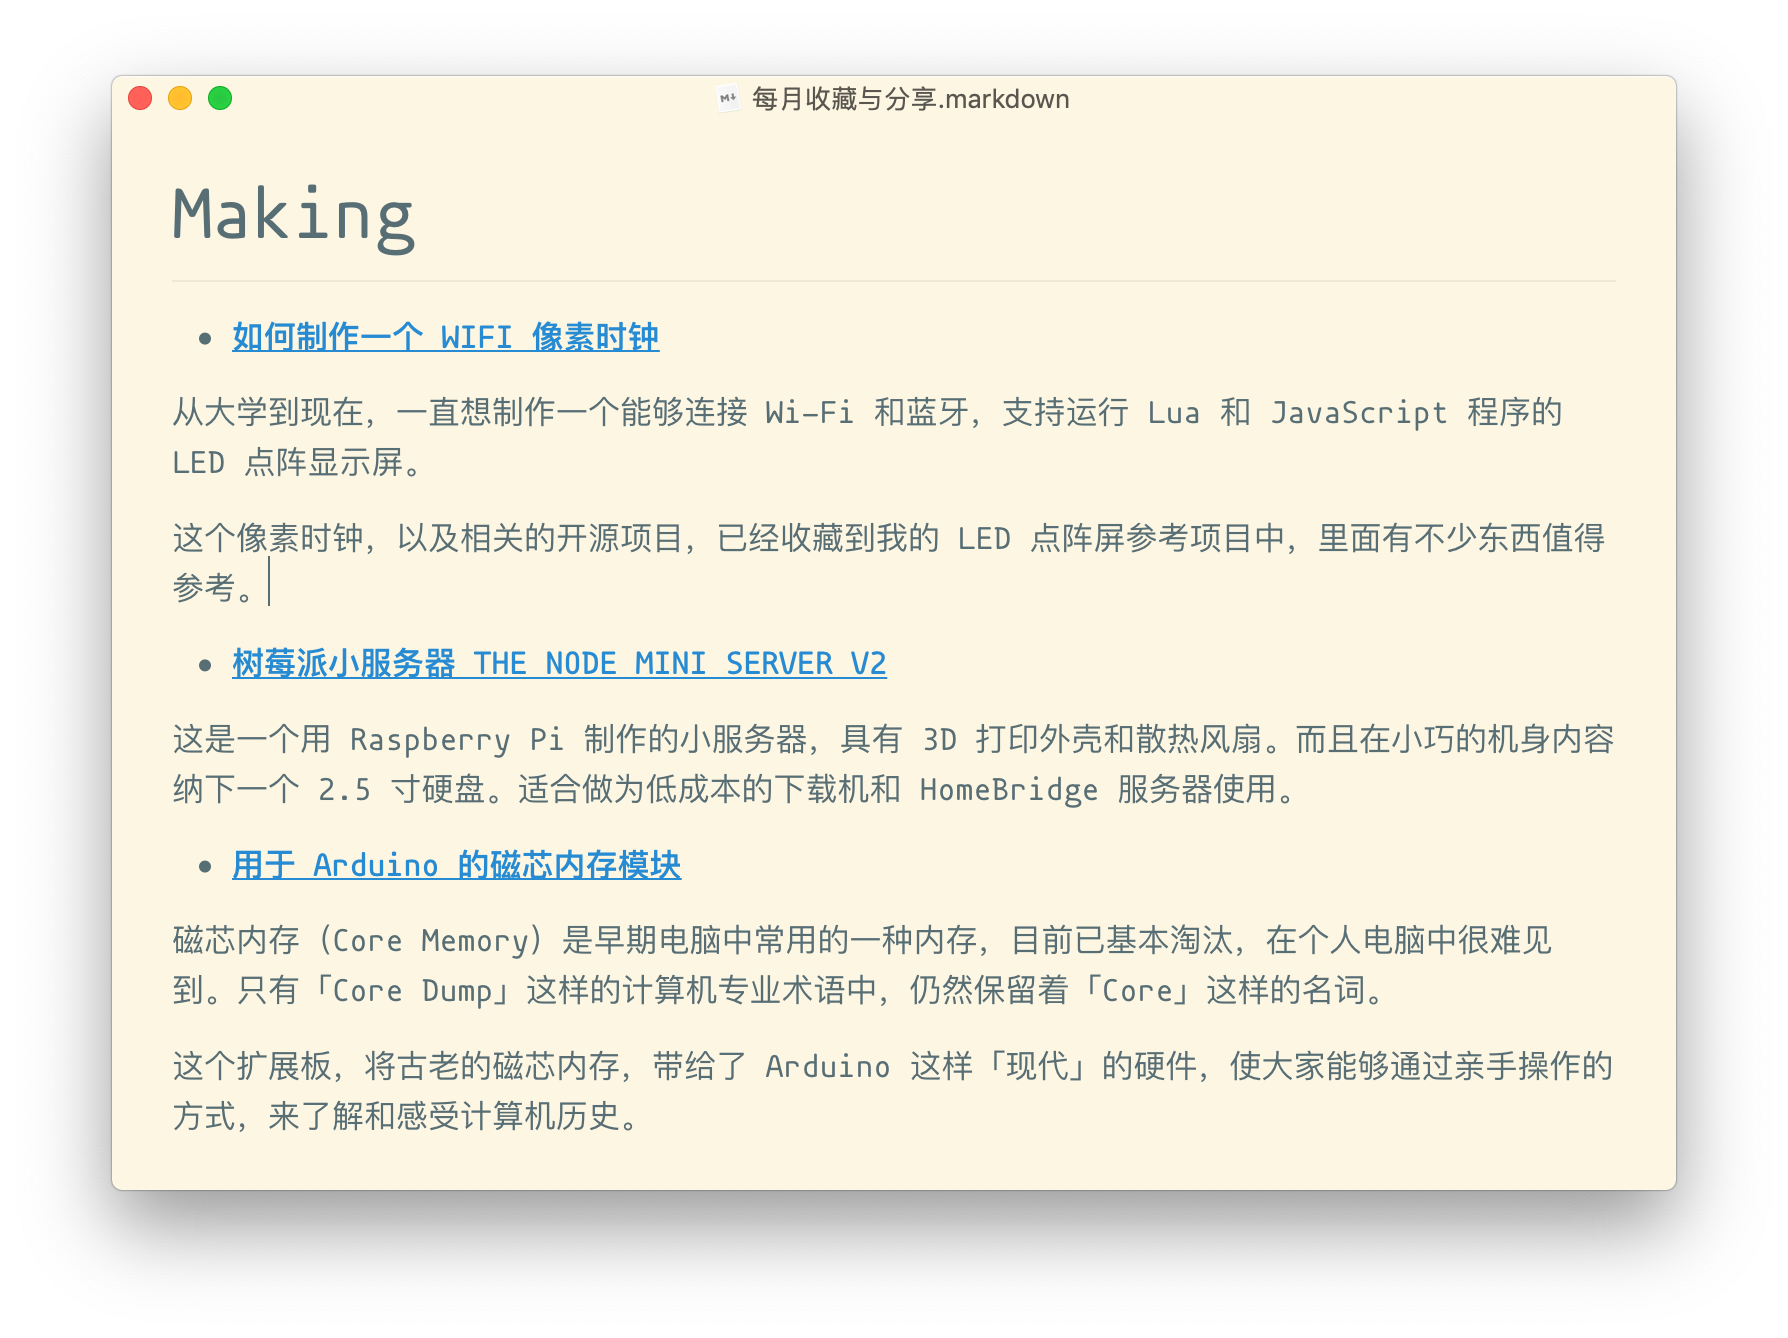 M↓ 每月收藏与分享.markdown
Making
• 如何制作一个 WIFI 像素时钟
从大学到现在，一直想制作一个能够连接 Wi-Fi 和蓝牙，支持运行 Lua 和 JavaScript 程序的
LED 点阵显示屏。
这个像素时钟，以及相关的开源项目，已经收藏到我的 LED 点阵屏参考项目中，里面有不少东西值得
参考。
• 树莓派小服务器 THE NODE MINI SERVER V2
这是一个用 Raspberry Pi 制作的小服务器，具有 3D 打印外壳和散热风扇。而且在小巧的机身内容
纳下一个 2.5 寸硬盘。适合做为低成本的下载机和 HomeBridge 服务器使用。
• 用于 Arduino 的磁芯内存模块
磁芯内存（Core Memory）是早期电脑中常用的一种内存，目前已基本淘汰，在个人电脑中很难见
到。只有「Core Dump」这样的计算机专业术语中，仍然保留着「Core」这样的名词。
这个扩展板，将古老的磁芯内存，带给了 Arduino 这样「现代」的硬件，使大家能够通过亲手操作的
方式，来了解和感受计算机历史。